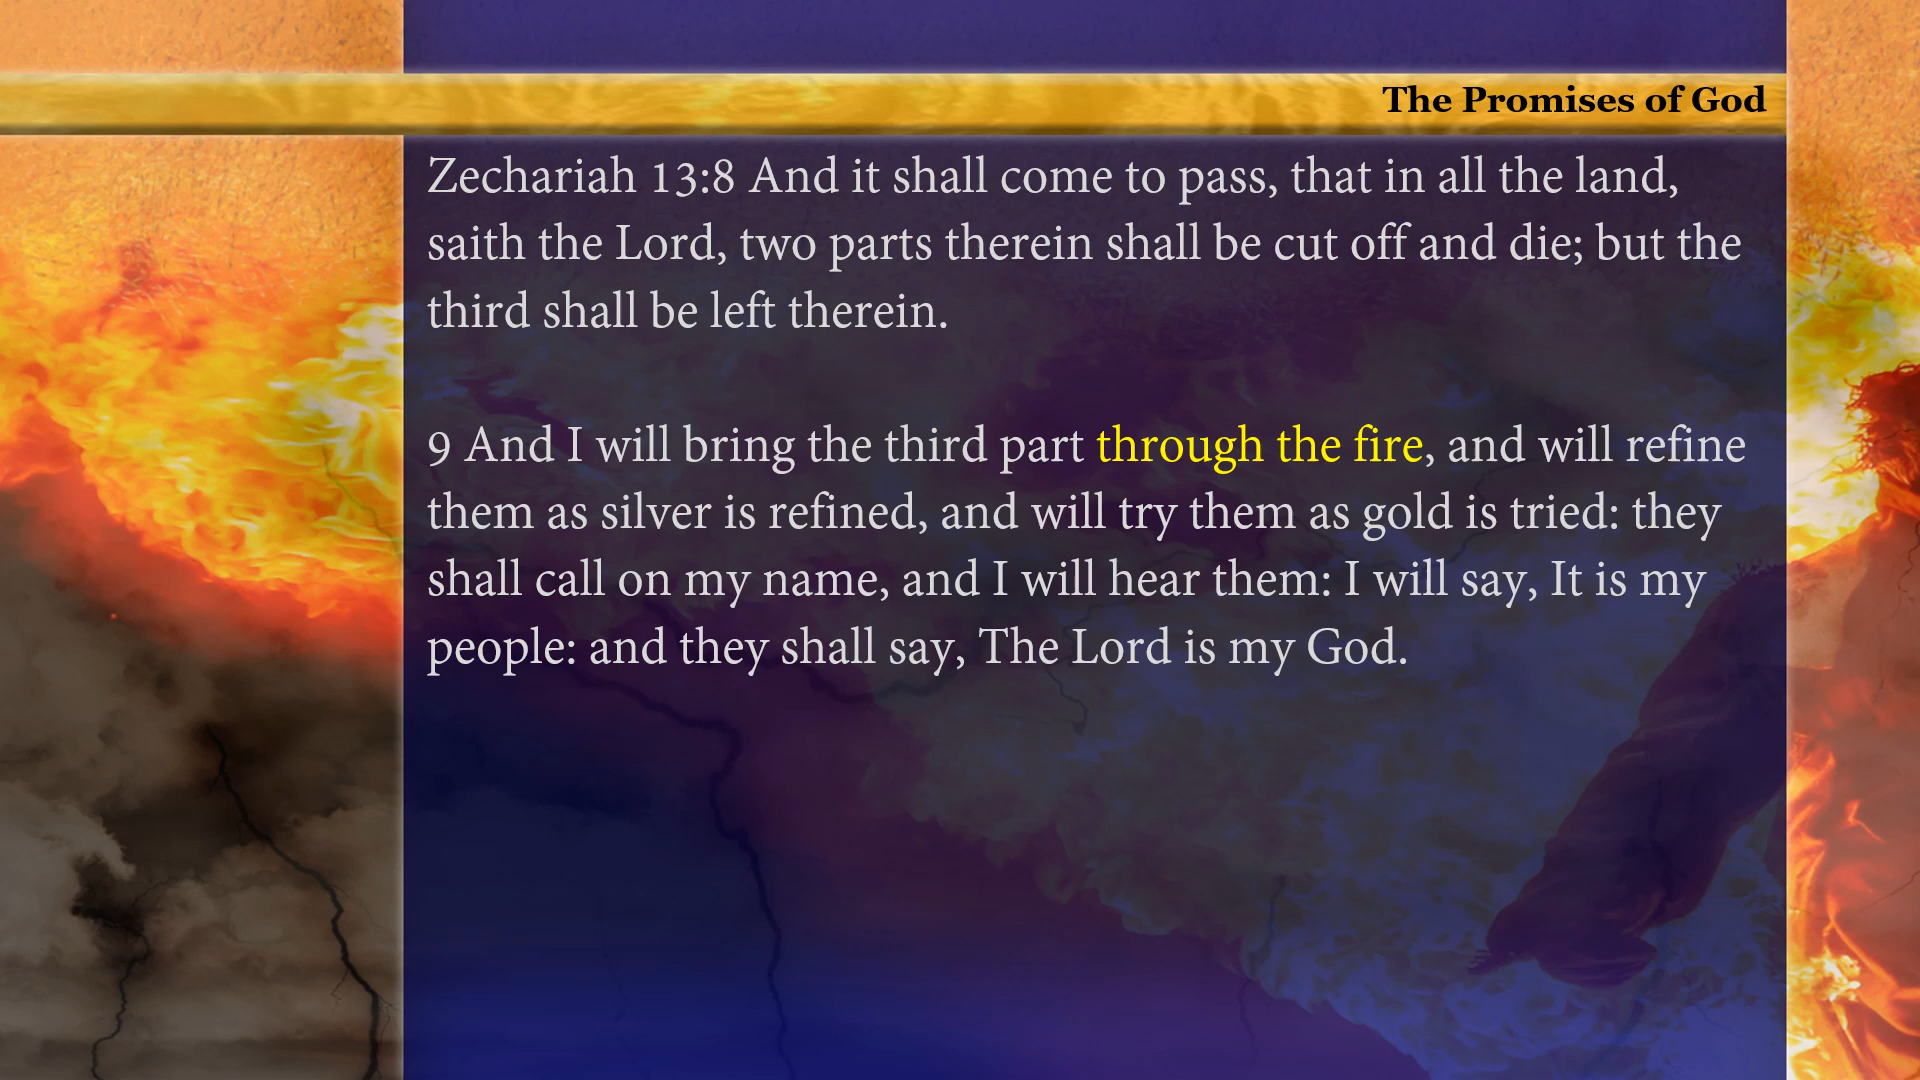 The Promises of God
Zechariah 13:8 And it shall come to pass, that in all the land,
saith the Lord, two parts therein shall be cut off and die; but the
third shall be left therein.
9 And I will bring the third part through the fire, and will refine
them as silver is refined, and will try them as gold is tried: they
shall call on my name, and I will hear them: I will say, It is my
people: and they shall say, The Lord is my God.